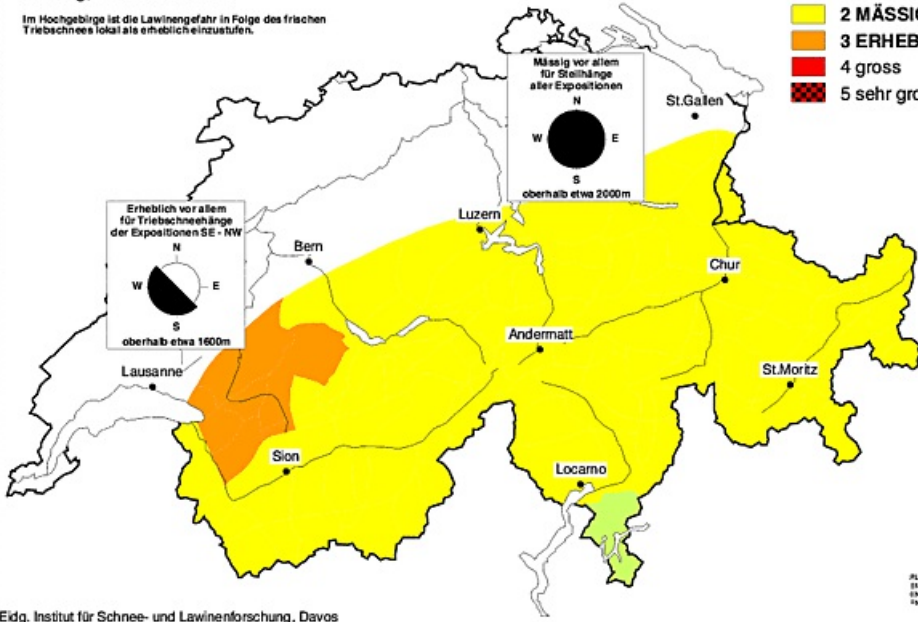 Im Hochgebirge ist die Lawinengefahr in Folge des frischen
Triebschnees lokal als erheblich einzustufen.
2 MÄSSIG
3 ERHEB
4 gross
5 sehr gro
Mässig vor allem
für Steilhänge
aller Expositionen
N
W E
S
oberhalb etwa 2000m
St.Gallen
Erheblich vor allem
für Triebschneehänge
der Expositionen SE - NW
N
W E
S
oberhalb etwa 1600m
Luzern
Bern
Chur
Andermatt
Lausanne
St.Moritz
Sion
Locarno
Eidg. Institut für Schnee- und Lawinenforschung, Davos